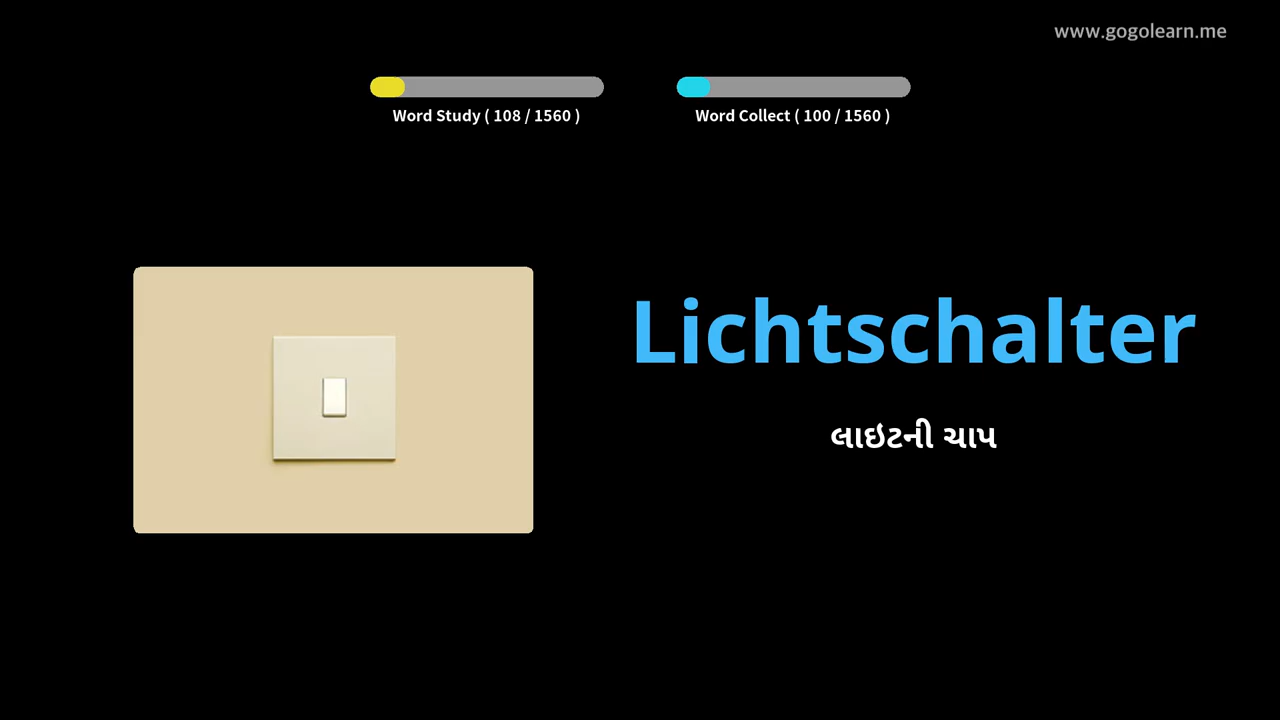 www.gogolearn.me
Word Study ( 108 / 1560 )
Word Collect ( 100 / 1560 )
Lichtschalter
લાઇટની ચાપ